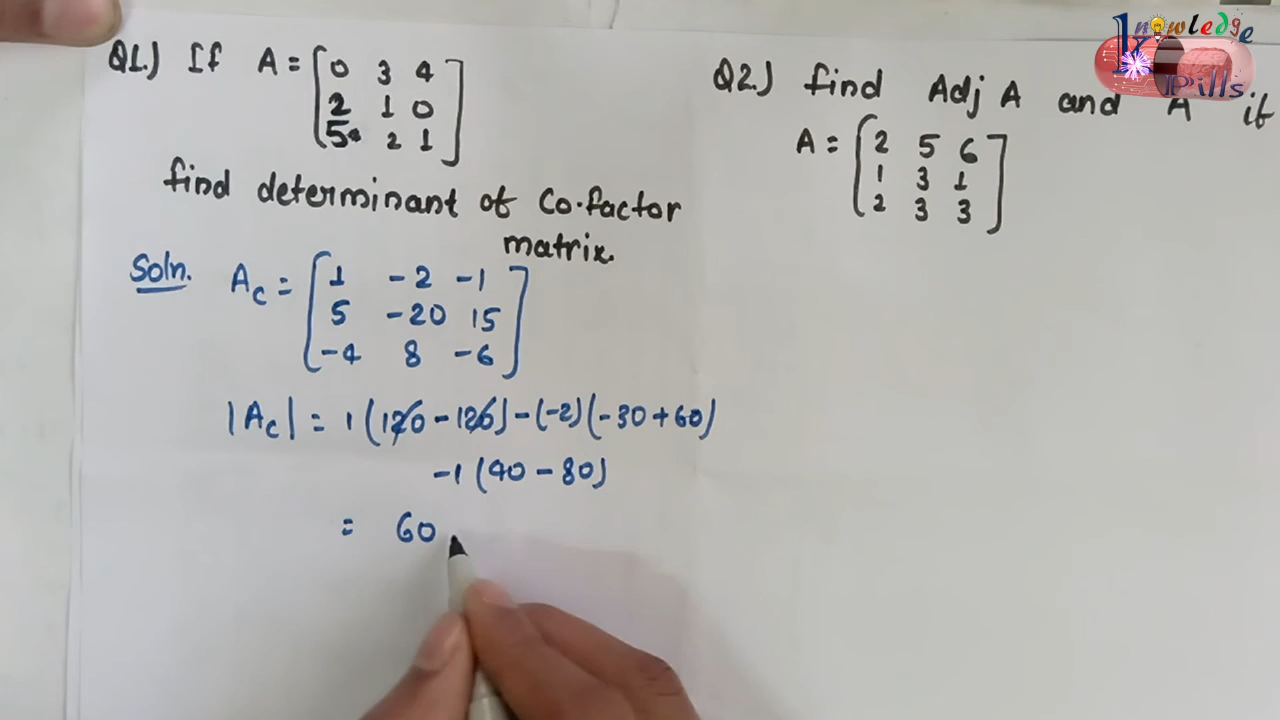 Q1.) If A = [0 3 4
2 1 0
5 2 1]
find determinant of Co-factor
matrix.
Soln. A_c = [1 -2 -1
5 -20 15
-4 8 -6]
|A_c| = 1 (120 - 120) - (-2) (-30 + 60)
-1 (40 - 80)
= 60
Q2.) find Adj A and A if
A = [2 5 6
1 3 1
2 3 3]
Knowledge
Pills